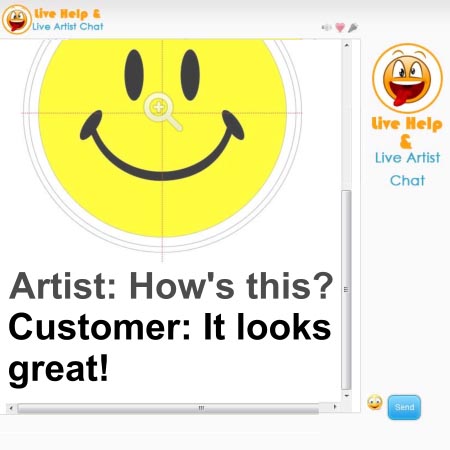 Live Help &
Live Artist Chat
Artist: How's this?
Customer: It looks
great!
Live Help
&
Live Artist
Chat
Send